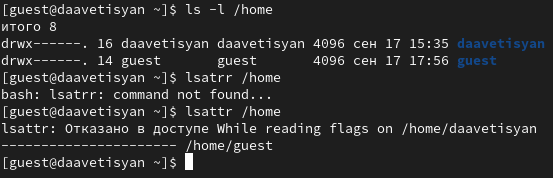 [guest@daavetisyan ~]$ ls -l /home
итого 8
drwx------. 16 daavetisyan daavetisyan 4096 сен 17 15:35 daavetisyan
drwx------. 14 guest       guest       4096 сен 17 17:56 guest
[guest@daavetisyan ~]$ lsatrr /home
bash: lsatrr: command not found...
[guest@daavetisyan ~]$ lsattr /home
lsattr: Отказано в доступе While reading flags on /home/daavetisyan
---------------------- /home/guest
[guest@daavetisyan ~]$